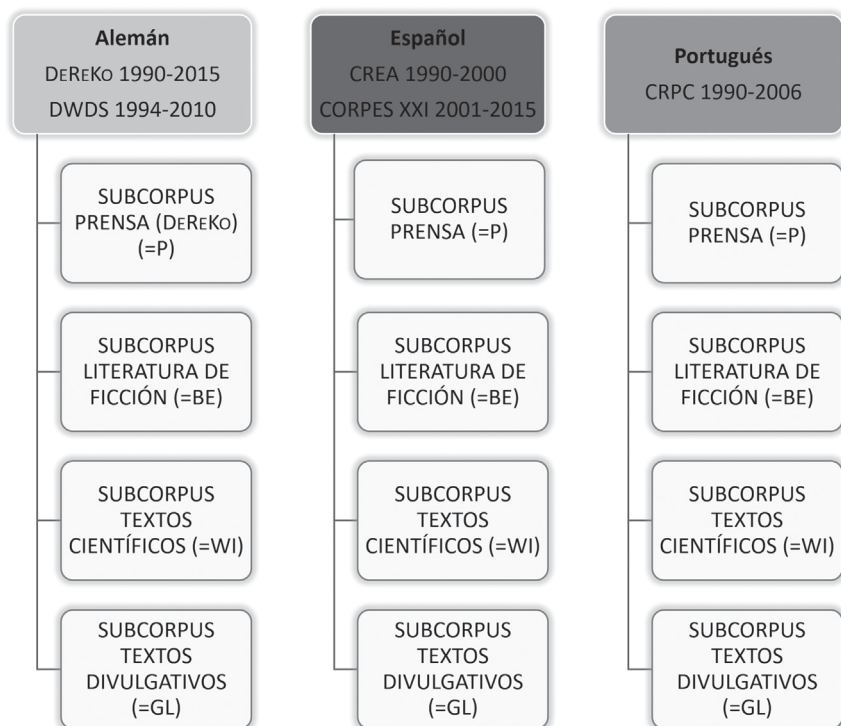 Alemán
DEREKO 1990-2015
DWDS 1994-2010
SUBCORPUS
PRENSA (DEREKO)
(=P)
SUBCORPUS
LITERATURA DE
FICCIÓN (=BE)
SUBCORPUS
TEXTOS
CIENTÍFICOS (=WI)
SUBCORPUS
TEXTOS
DIVULGATIVOS
(=GL)
Español
CREA 1990-2000
CORPES XXI 2001-2015
SUBCORPUS
PRENSA (=P)
SUBCORPUS
LITERATURA DE
FICCIÓN (=BE)
SUBCORPUS
TEXTOS
CIENTÍFICOS (=WI)
SUBCORPUS
TEXTOS
DIVULGATIVOS
(=GL)
Portugués
CRPC 1990-2006
SUBCORPUS
PRENSA (=P)
SUBCORPUS
LITERATURA DE
FICCIÓN (=BE)
SUBCORPUS
TEXTOS
CIENTÍFICOS (=WI)
SUBCORPUS
TEXTOS
DIVULGATIVOS
(=GL)